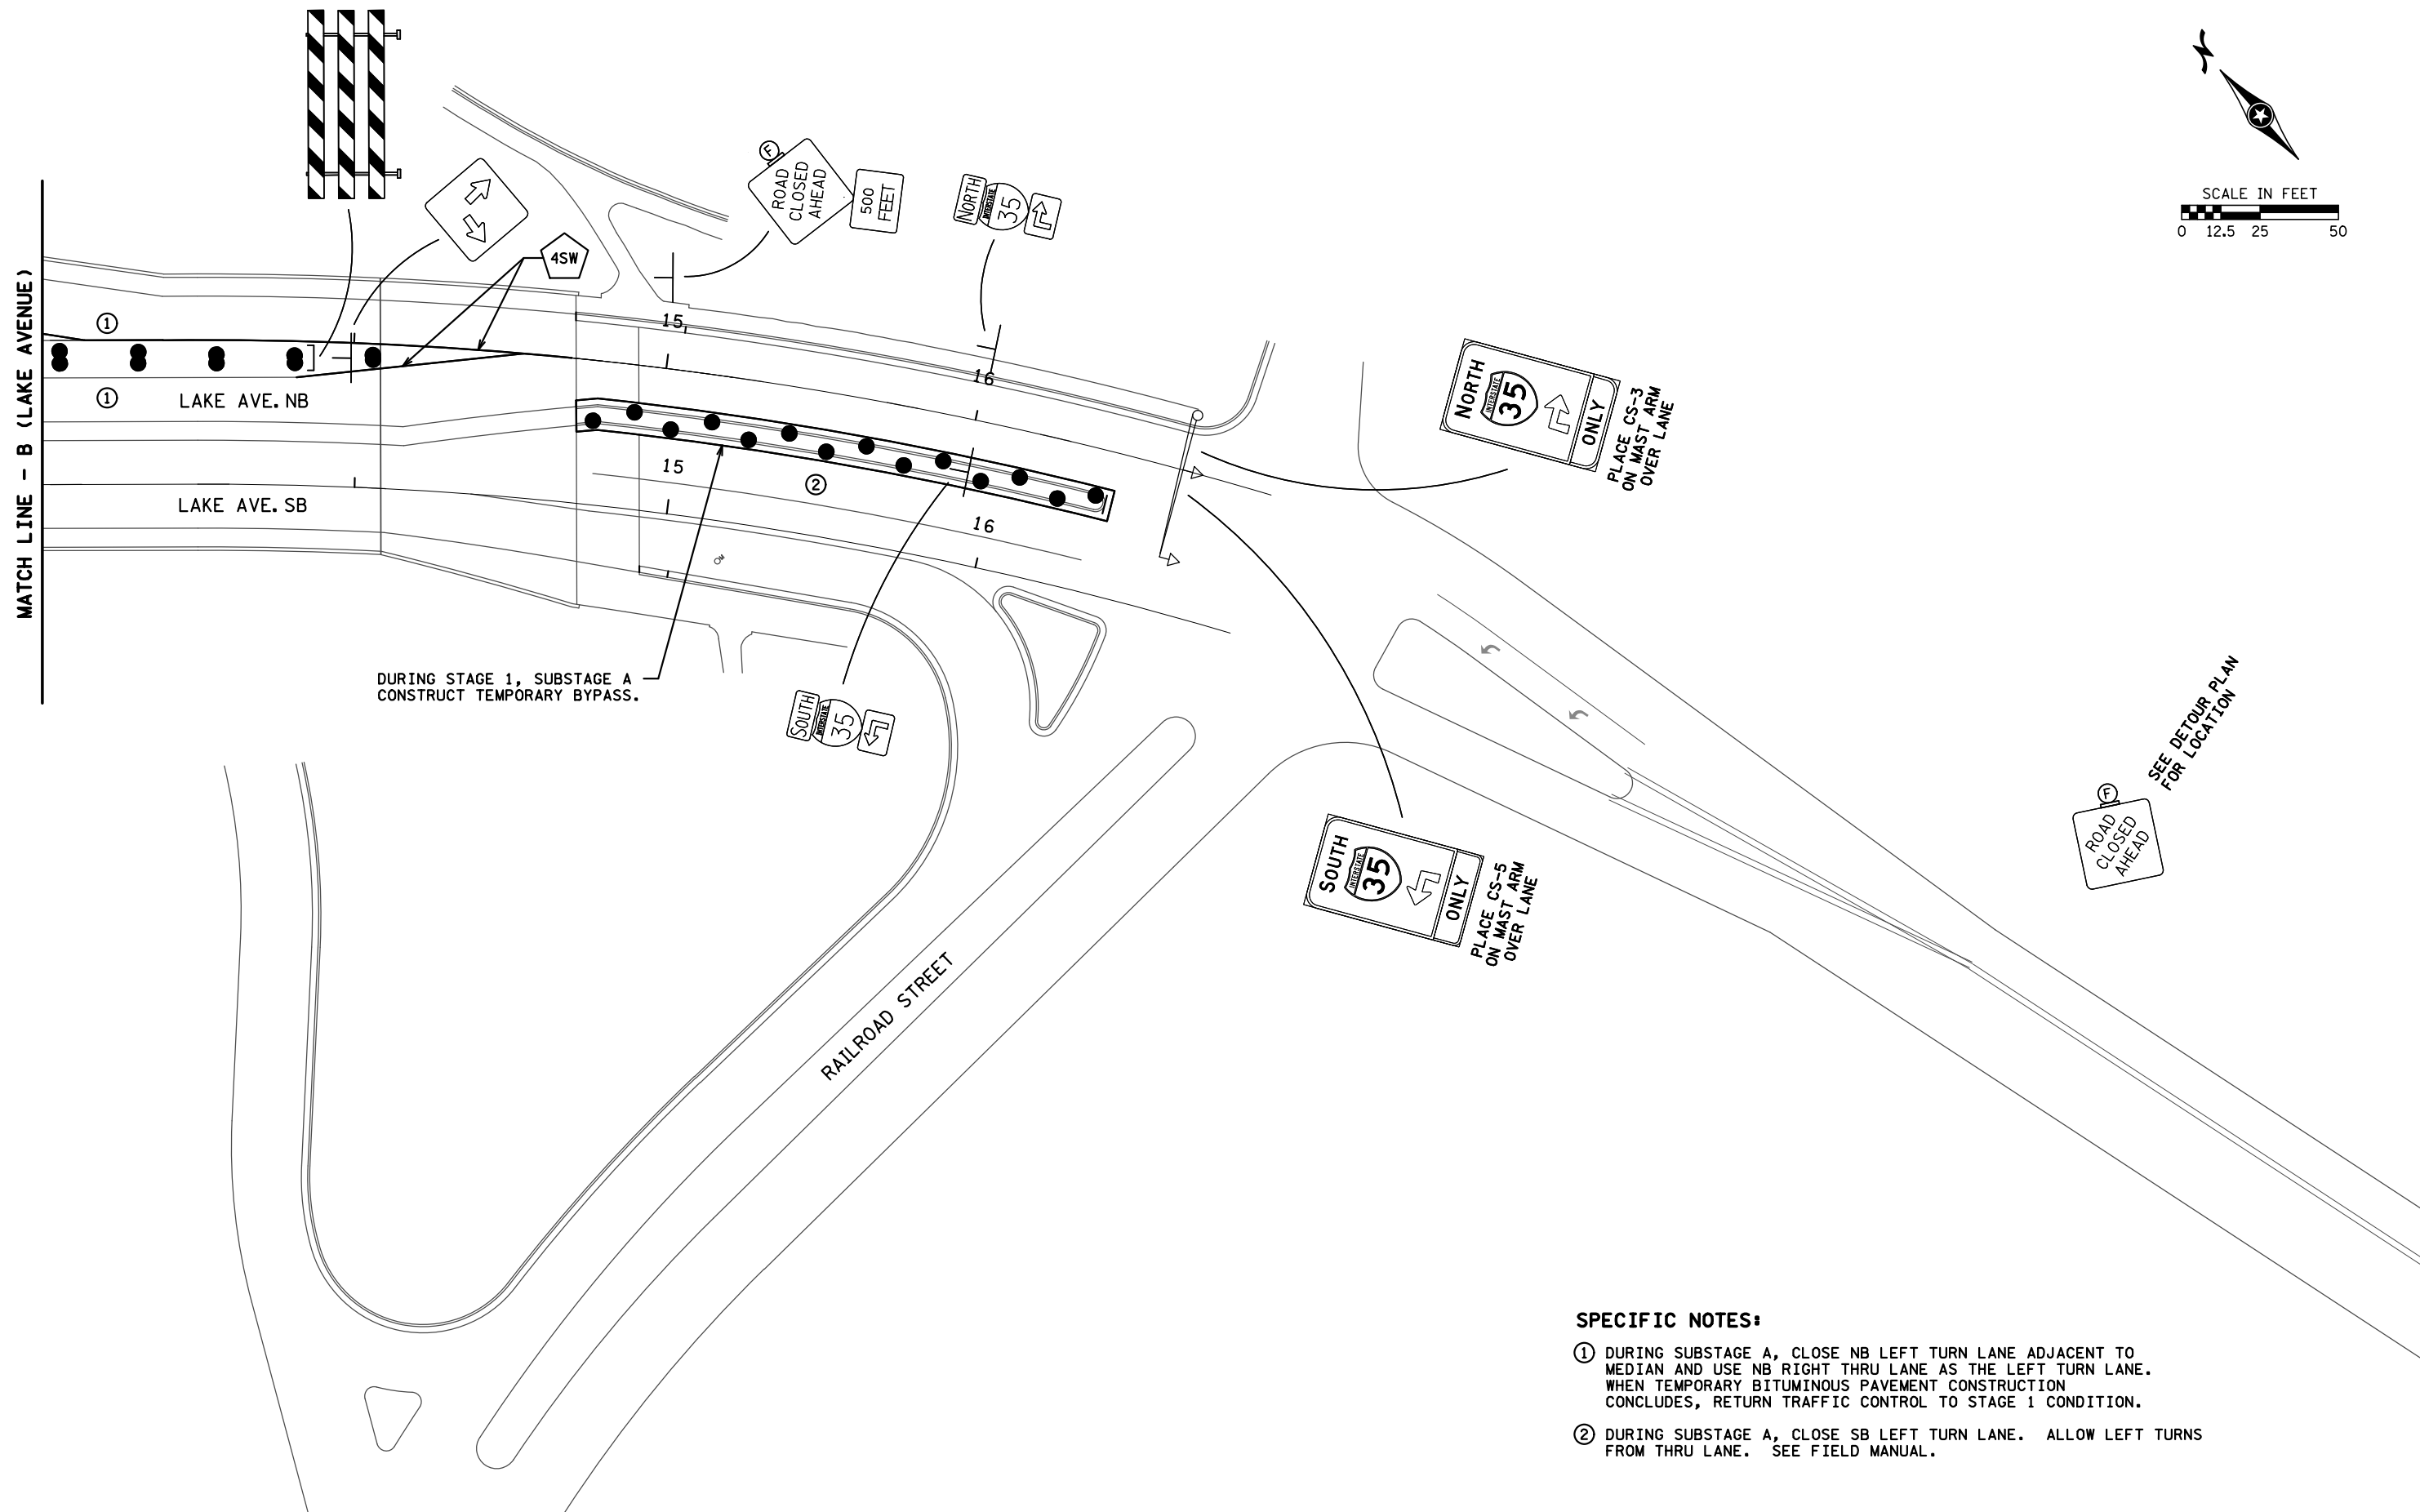 MATCH LINE - B (LAKE AVENUE)
F
ROAD
CLOSED
AHEAD
500
FEET
NORTH
INTERSTATE
35
SCALE IN FEET
0 12.5 25 50
4SW
1
1
LAKE AVE. NB
LAKE AVE. SB
15
16
15
16
2
NORTH
INTERSTATE
35
ONLY
PLACE CS-3
ON MAST ARM
OVER LANE
DURING STAGE 1, SUBSTAGE A
CONSTRUCT TEMPORARY BYPASS.
SOUTH
INTERSTATE
35
SOUTH
INTERSTATE
35
ONLY
PLACE CS-5
ON MAST ARM
OVER LANE
SEE DETOUR PLAN
FOR LOCATION
F
ROAD
CLOSED
AHEAD
RAILROAD STREET
SPECIFIC NOTES:
1 DURING SUBSTAGE A, CLOSE NB LEFT TURN LANE ADJACENT TO
MEDIAN AND USE NB RIGHT THRU LANE AS THE LEFT TURN LANE.
WHEN TEMPORARY BITUMINOUS PAVEMENT CONSTRUCTION
CONCLUDES, RETURN TRAFFIC CONTROL TO STAGE 1 CONDITION.
2 DURING SUBSTAGE A, CLOSE SB LEFT TURN LANE. ALLOW LEFT TURNS
FROM THRU LANE. SEE FIELD MANUAL.